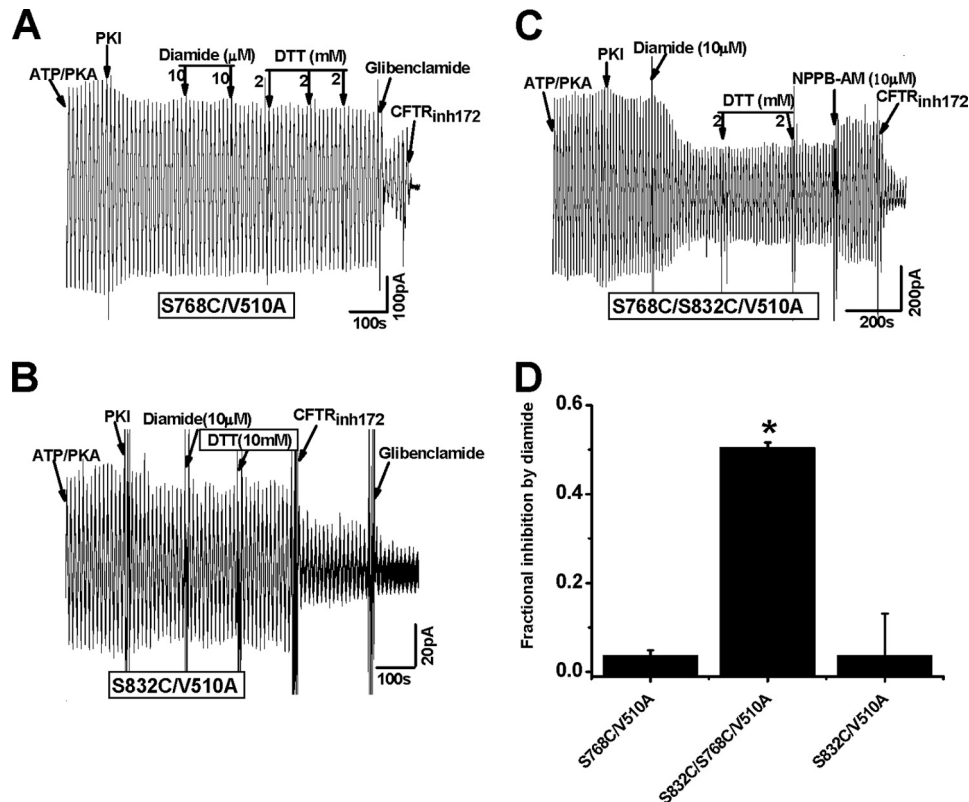 A
PKI
Diamide (μM)
DTT (mM)
ATP/PKA
10
10
2
2
2
Glibenclamide
CFTRinh172
S768C/V510A
100s
100pA
B
PKI
Diamide(10μM)
CFTRinh172
DTT(10mM)
ATP/PKA
Glibenclamide
S832C/V510A
100s
20pA
C
Diamide (10μM)
PKI
ATP/PKA
NPPB-AM (10μM)
DTT (mM)
CFTRinh172
2
2
S768C/S832C/V510A
200s
200pA
D
Fractional inhibition by diamide
0.6
0.4
0.2
0.0
*
S768C/V510A
S832C/S768C/V510A
S832C/V510A